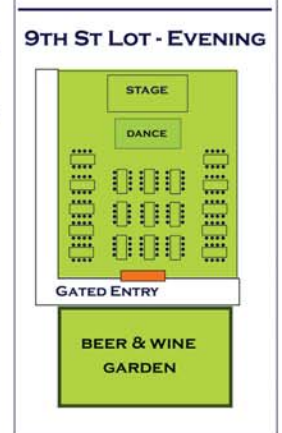 9TH ST LOT - EVENING
STAGE
DANCE
GATED ENTRY
BEER & WINE
GARDEN